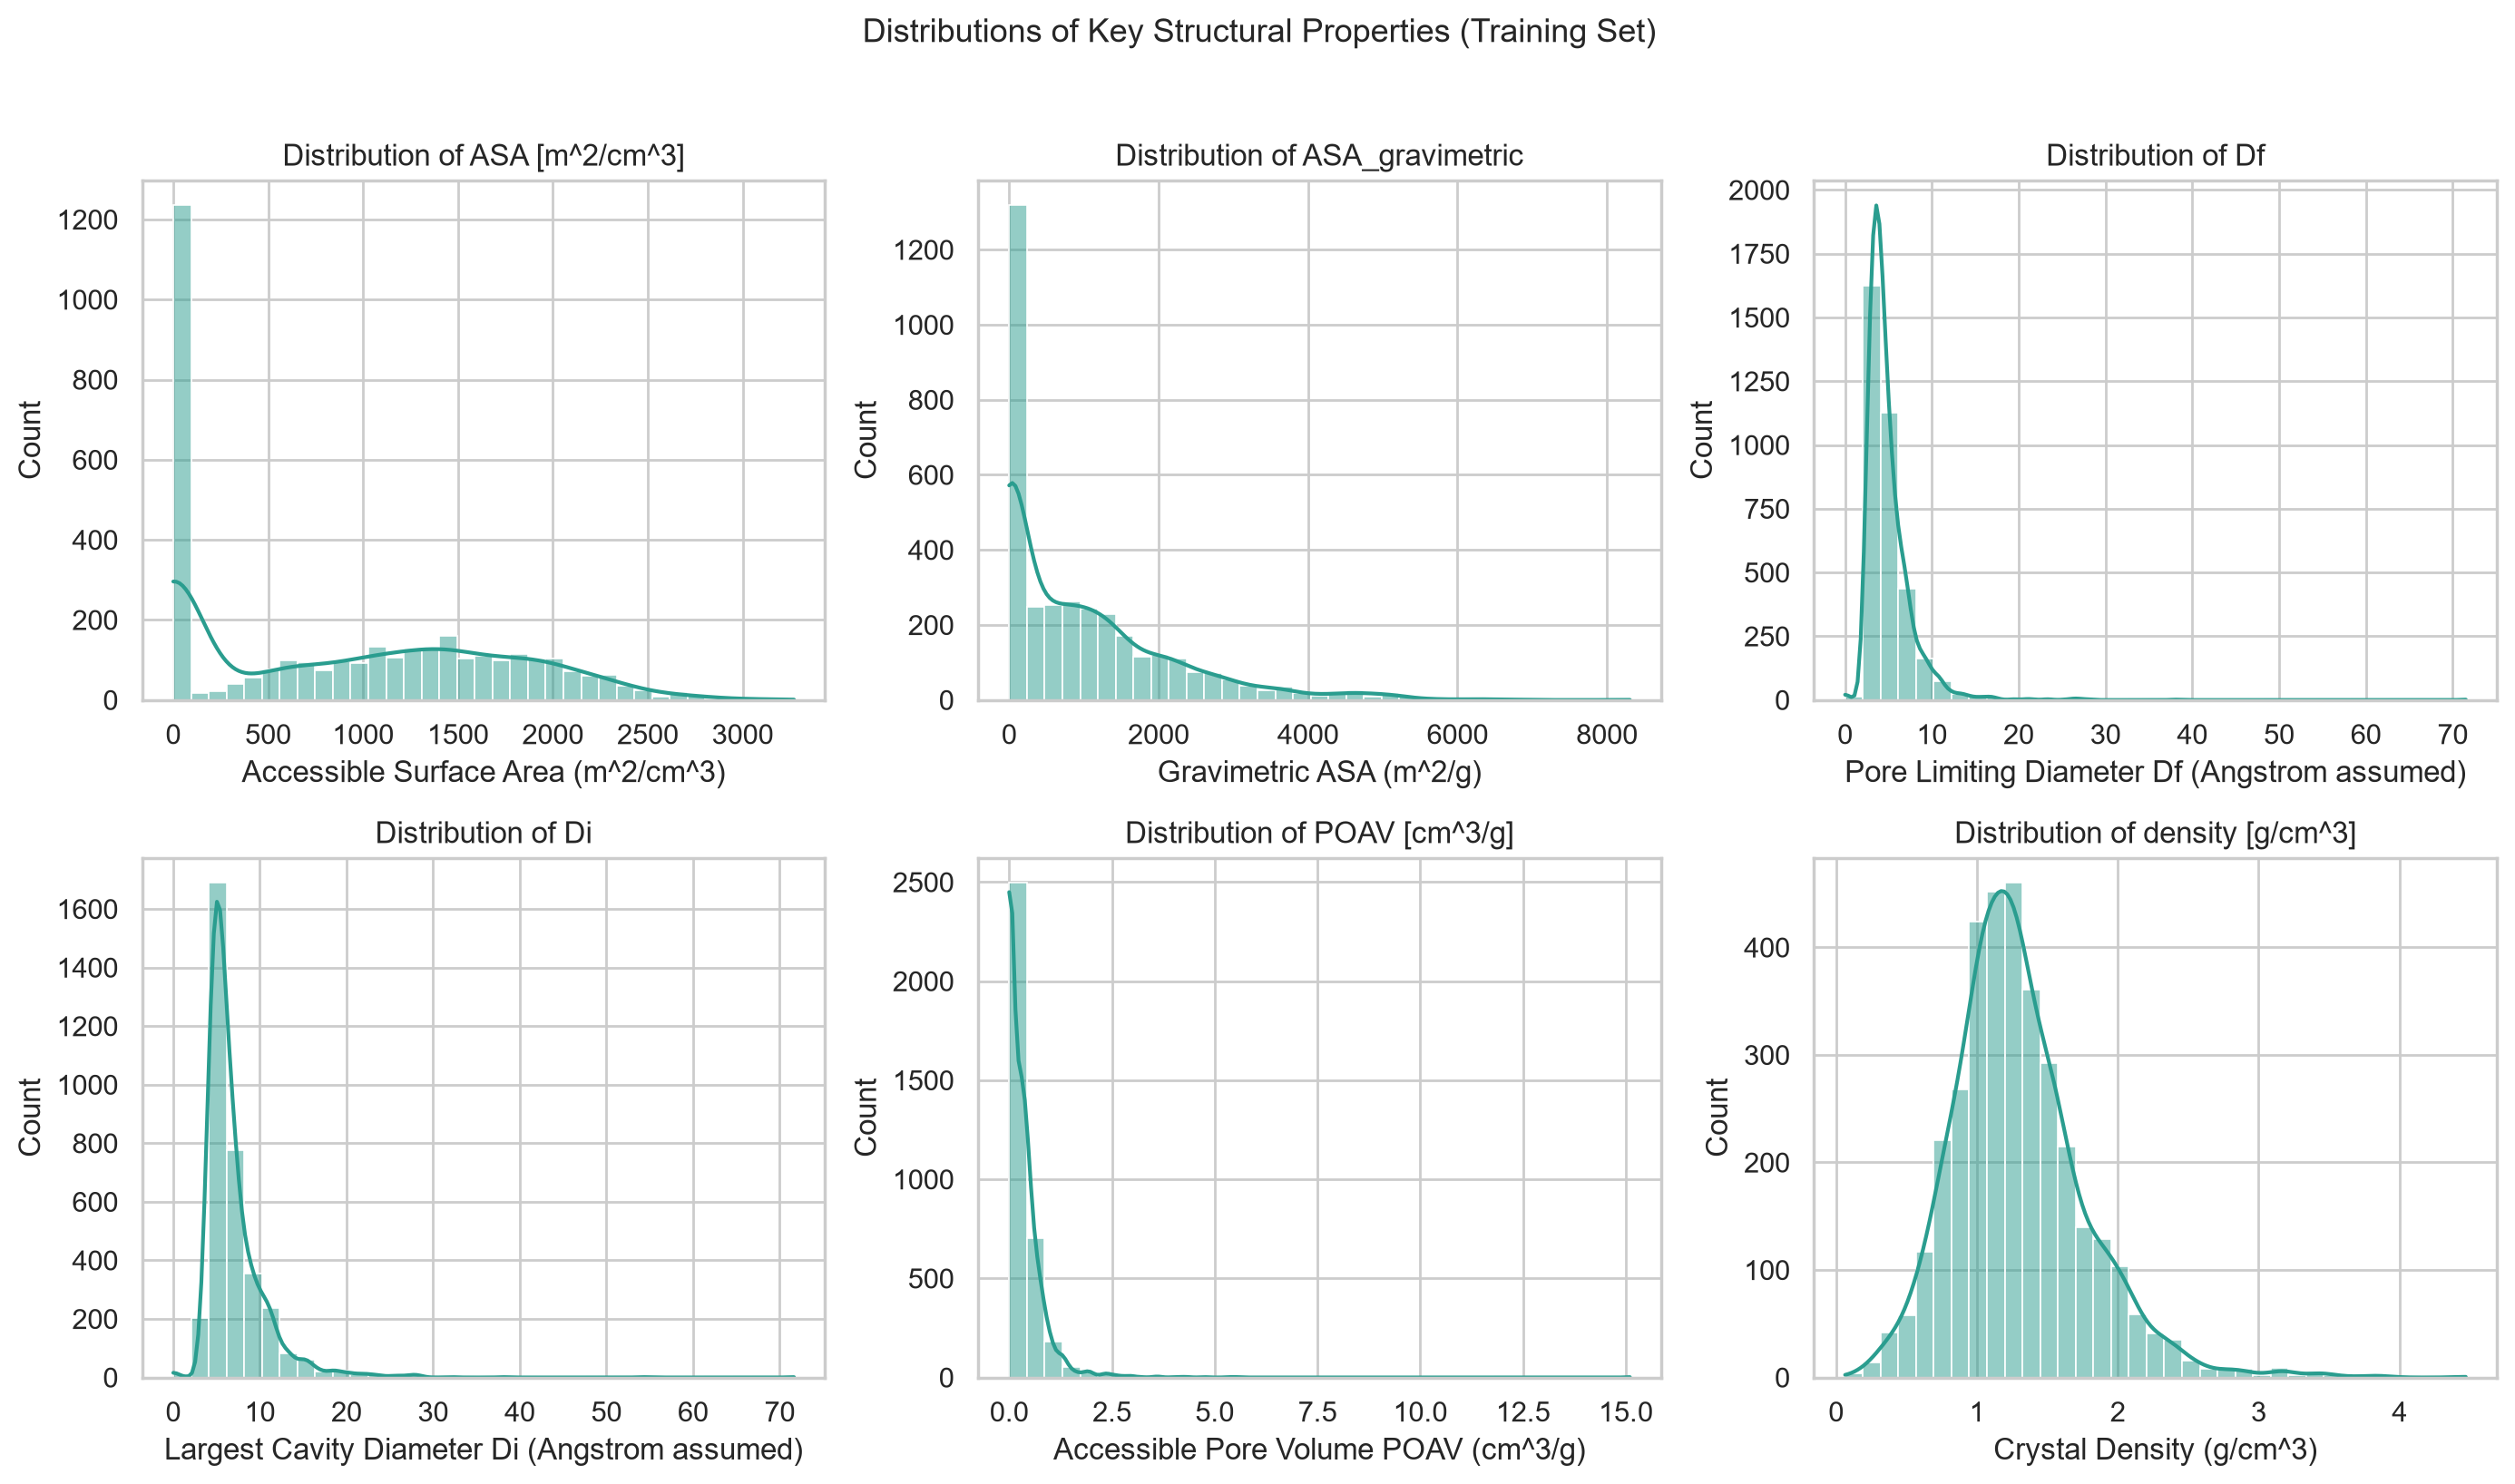 Distributions of Key Structural Properties (Training Set)
Distribution of ASA [m^2/cm^3]
Count
1200
1000
800
600
400
200
0
0 500 1000 1500 2000 2500 3000
Accessible Surface Area (m^2/cm^3)
Distribution of ASA_gravimetric
Count
1200
1000
800
600
400
200
0
0 2000 4000 6000 8000
Gravimetric ASA (m^2/g)
Distribution of Df
Count
2000
1750
1500
1250
1000
750
500
250
0
0 10 20 30 40 50 60 70
Pore Limiting Diameter Df (Angstrom assumed)
Distribution of Di
Count
1600
1400
1200
1000
800
600
400
200
0
0 10 20 30 40 50 60 70
Largest Cavity Diameter Di (Angstrom assumed)
Distribution of POAV [cm^3/g]
Count
2500
2000
1500
1000
500
0
0.0 2.5 5.0 7.5 10.0 12.5 15.0
Accessible Pore Volume POAV (cm^3/g)
Distribution of density [g/cm^3]
Count
400
300
200
100
0
0 1 2 3 4
Crystal Density (g/cm^3)